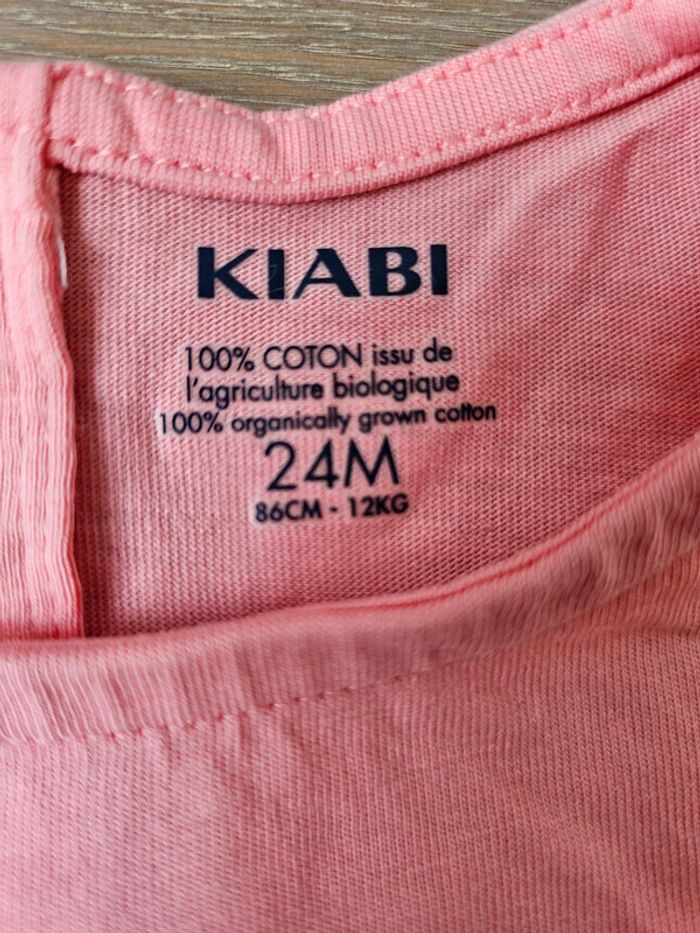 KIABI
100% COTON issu de
l'agriculture biologique
100% organically grown cotton
24M
86CM - 12KG